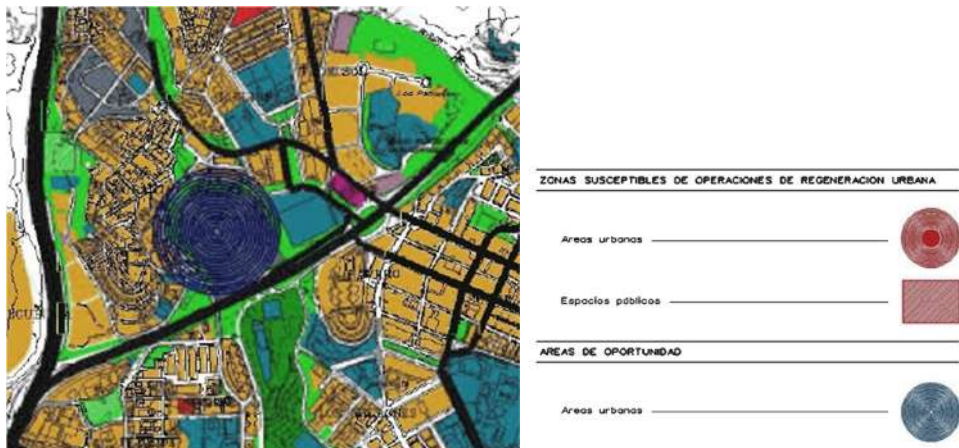 ZONAS SUSCEPTIBLES DE OPERACIONES DE REGENERACION URBANA
Areas urbanas
Espacios públicos
AREAS DE OPORTUNIDAD
Areas urbanas